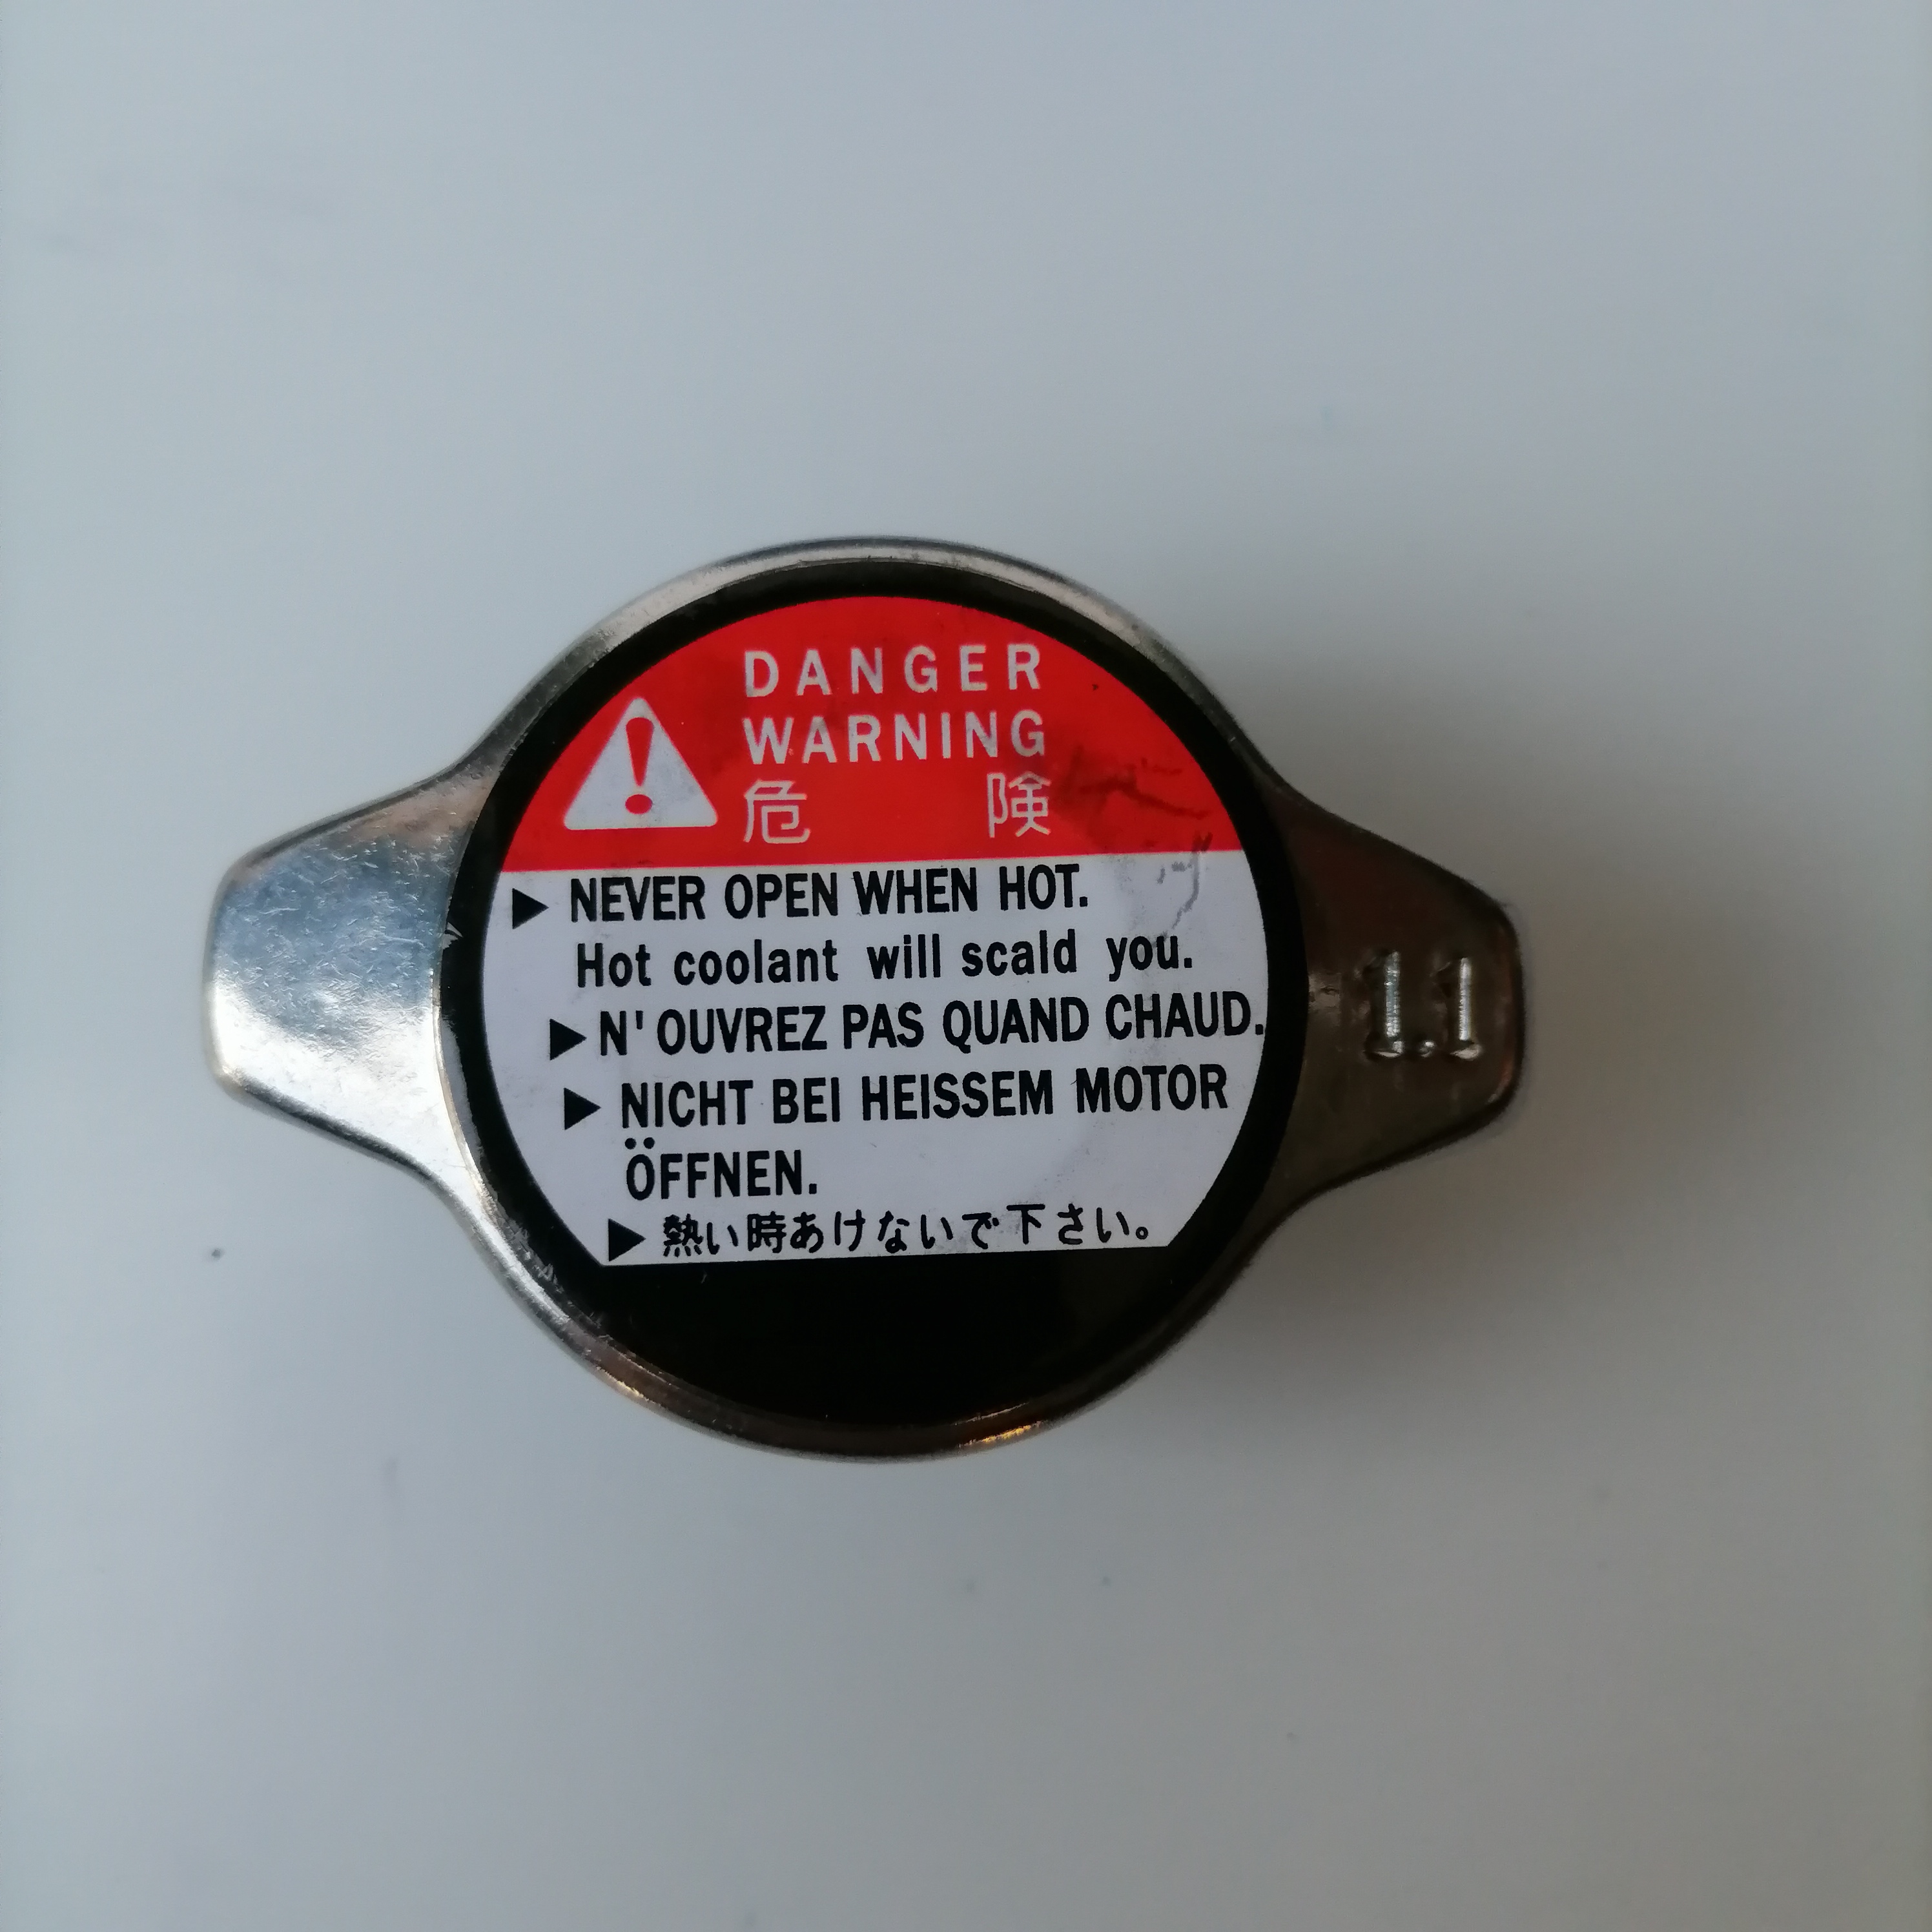 DANGER
WARNING
危 険
▶ NEVER OPEN WHEN HOT.
Hot coolant will scald you.
▶ N'OUVREZ PAS QUAND CHAUD.
▶ NICHT BEI HEISSEM MOTOR
ÖFFNEN.
▶ 熱い時あけないで下さい。
1.1